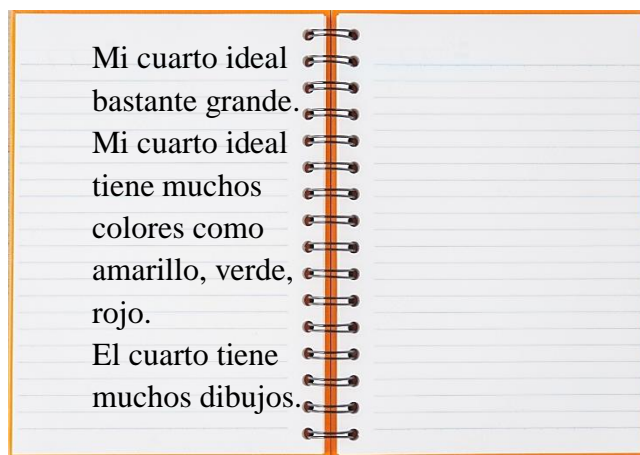 Mi cuarto ideal
bastante grande.
Mi cuarto ideal
tiene muchos
colores como
amarillo, verde,
rojo.
El cuarto tiene
muchos dibujos.